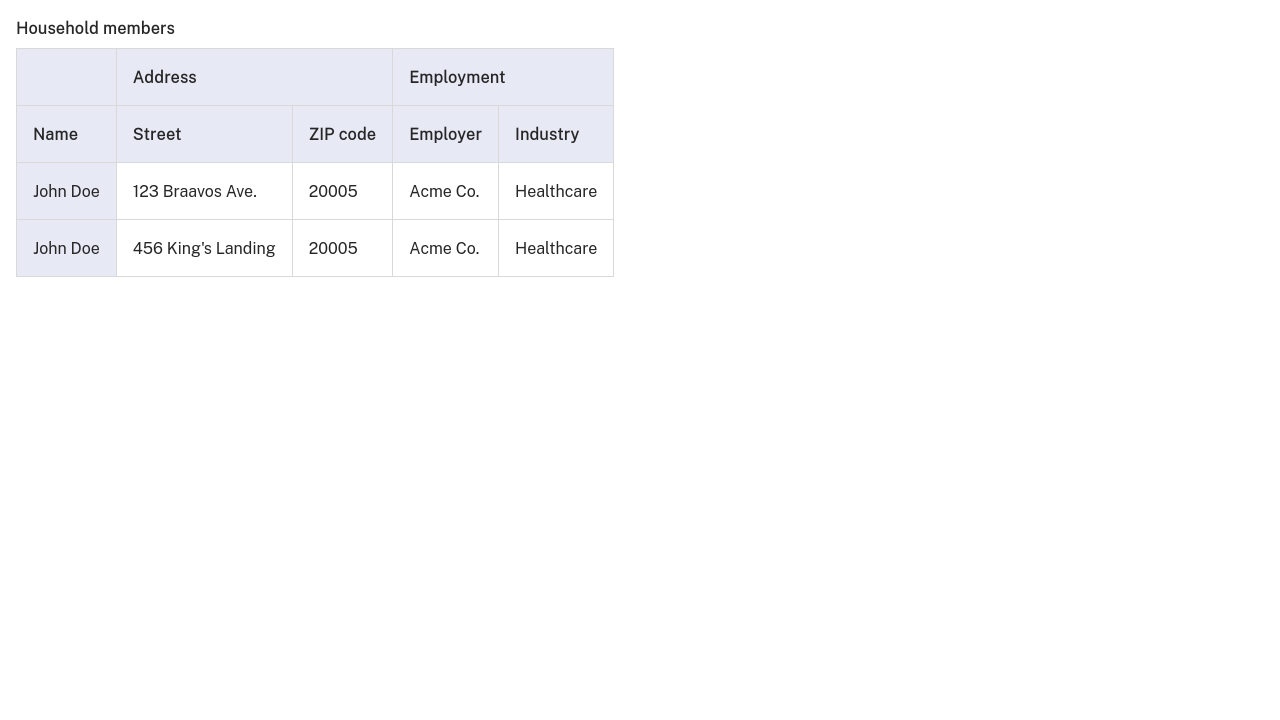 Household members
Address Employment
Name Street ZIP code Employer Industry
John Doe 123 Braavos Ave. 20005 Acme Co. Healthcare
John Doe 456 King's Landing 20005 Acme Co. Healthcare